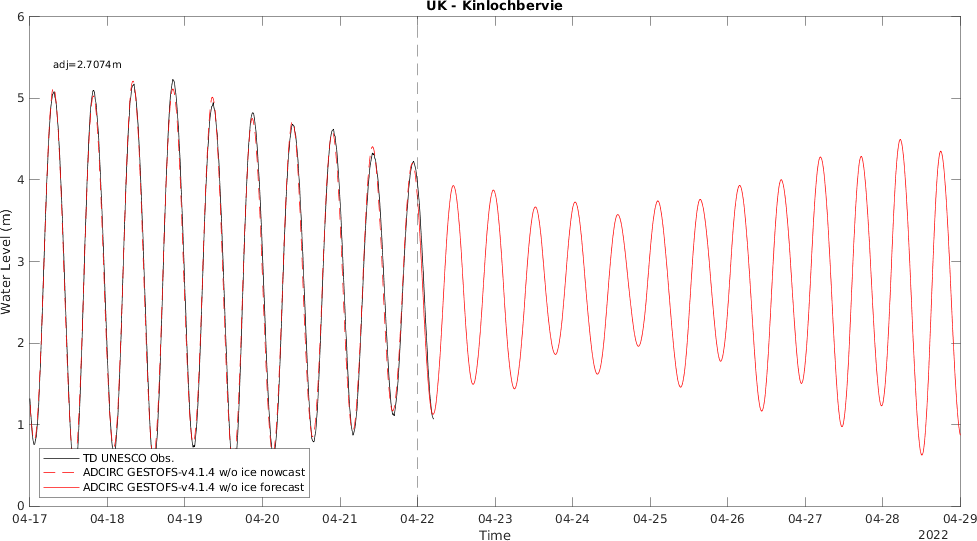 UK - Kinlochbervie
adj=2.7074m
Water Level (m)
6
5
4
3
2
1
0
TD UNESCO Obs.
ADCIRC GESTOFS-v4.1.4 w/o ice nowcast
ADCIRC GESTOFS-v4.1.4 w/o ice forecast
04-17 04-18 04-19 04-20 04-21 04-22 04-23 04-24 04-25 04-26 04-27 04-28 04-29
Time
2022